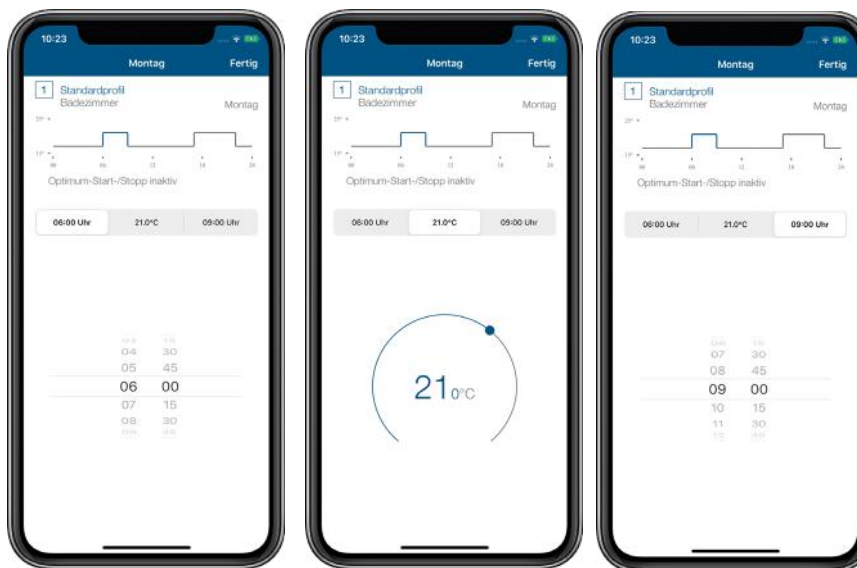 10:23
Montag Fertig
1 Standardprofil
Badezimmer Montag
Optimum-Start-/Stopp inaktiv
06:00 Uhr 21.0°C 09:00 Uhr
04 30
05 45
06 00
07 15
08 30
10:23
Montag Fertig
1 Standardprofil
Badezimmer Montag
Optimum-Start-/Stopp inaktiv
06:00 Uhr 21.0°C 09:00 Uhr
21 0°C
10:23
Montag Fertig
1 Standardprofil
Badezimmer Montag
Optimum-Start-/Stopp inaktiv
06:00 Uhr 21.0°C 09:00 Uhr
07 30
08 45
09 00
10 15
11 30